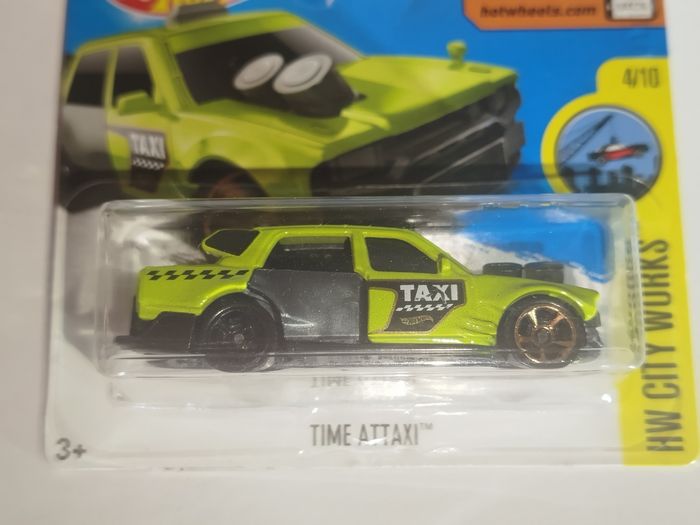 hotwheels.com
4/10
TAXI
TAXI
HW CITY WORKS
TIME ATTAXI™
3+